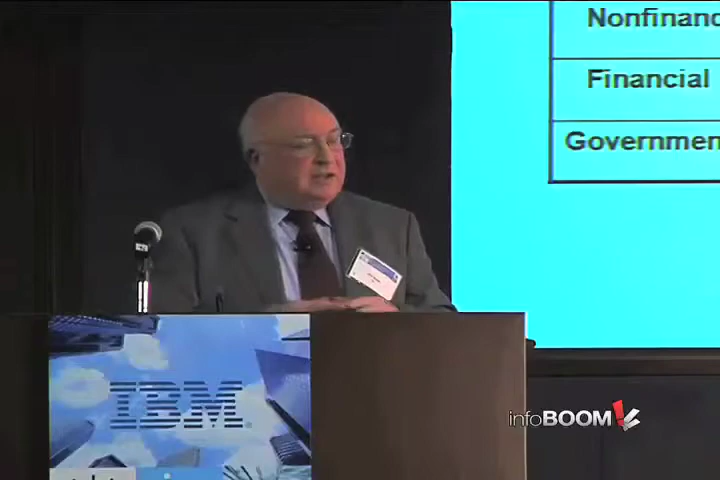 Nonfinanc
Financial
Governmen
IBM
infoBOOM!